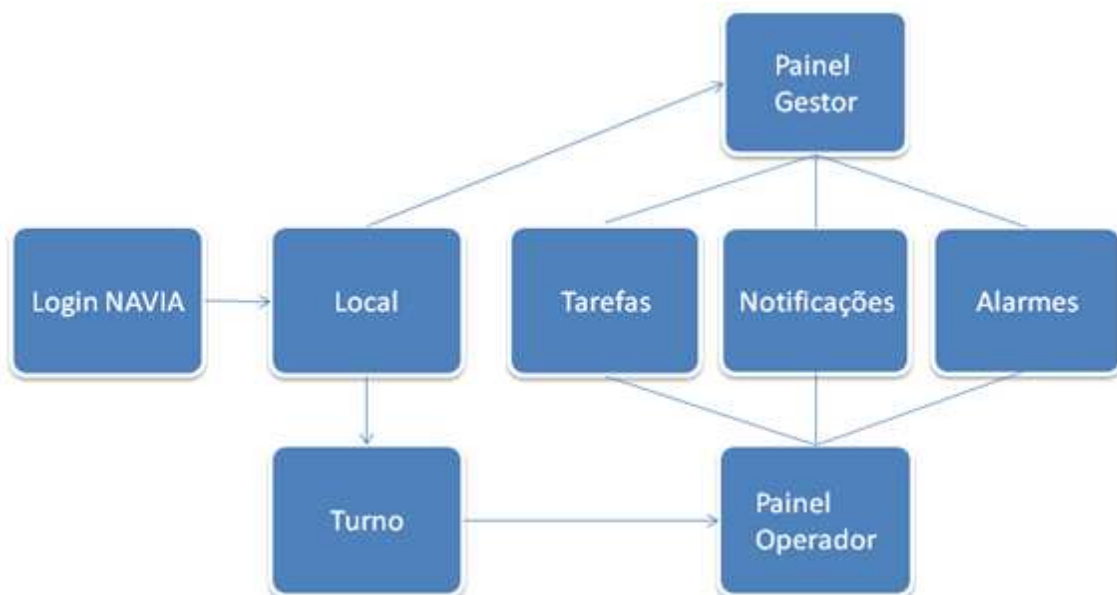 Painel
Gestor
Login NAVIA
Local
Tarefas
Notificações
Alarmes
Turno
Painel
Operador